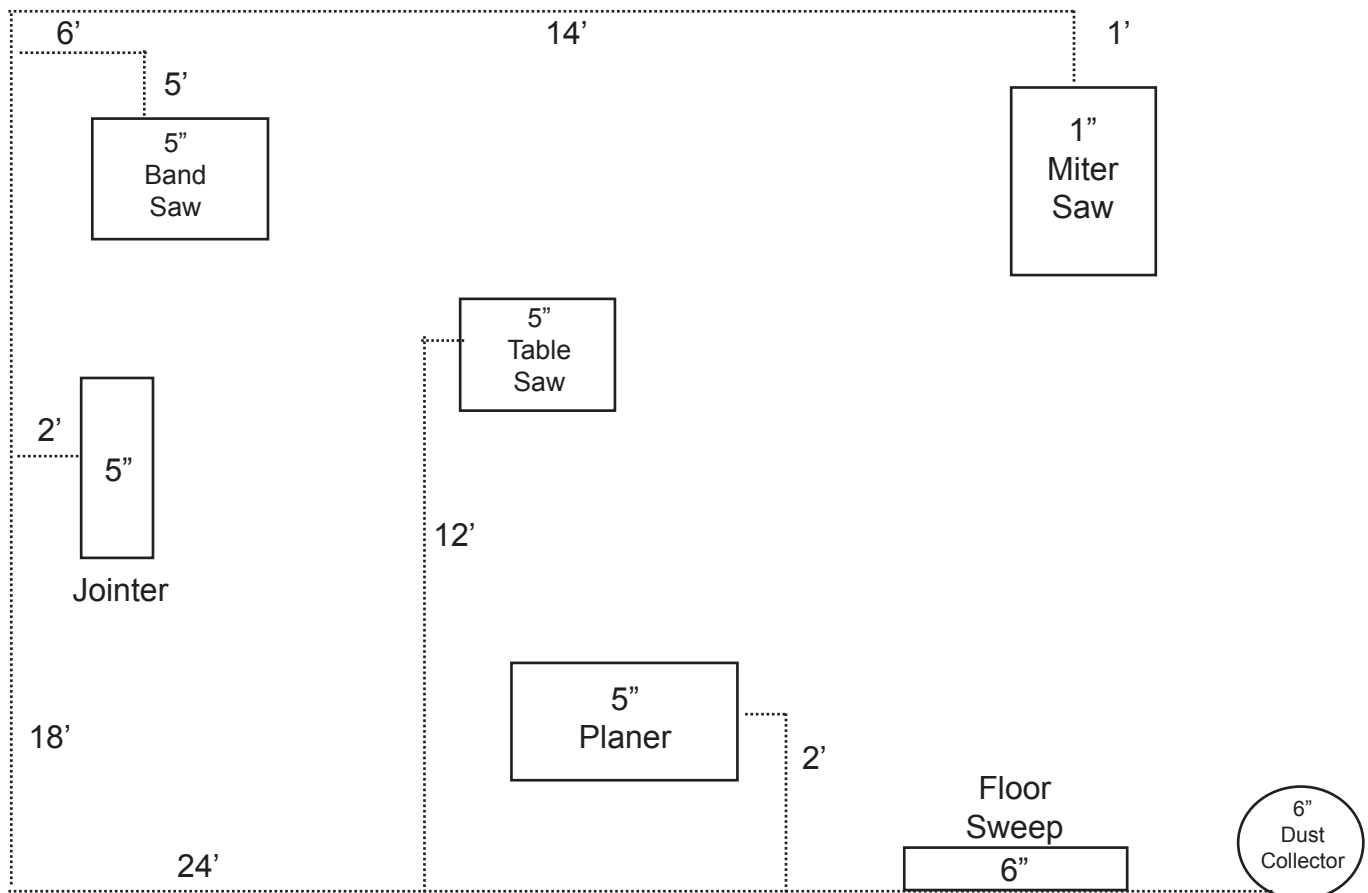 6’
14’
1’
5’
5”
Band
Saw
1”
Miter
Saw
5”
Table
Saw
2’
5”
Jointer
12’
5”
Planer
18’
2’
Floor
Sweep
6”
6”
Dust
Collector
24’